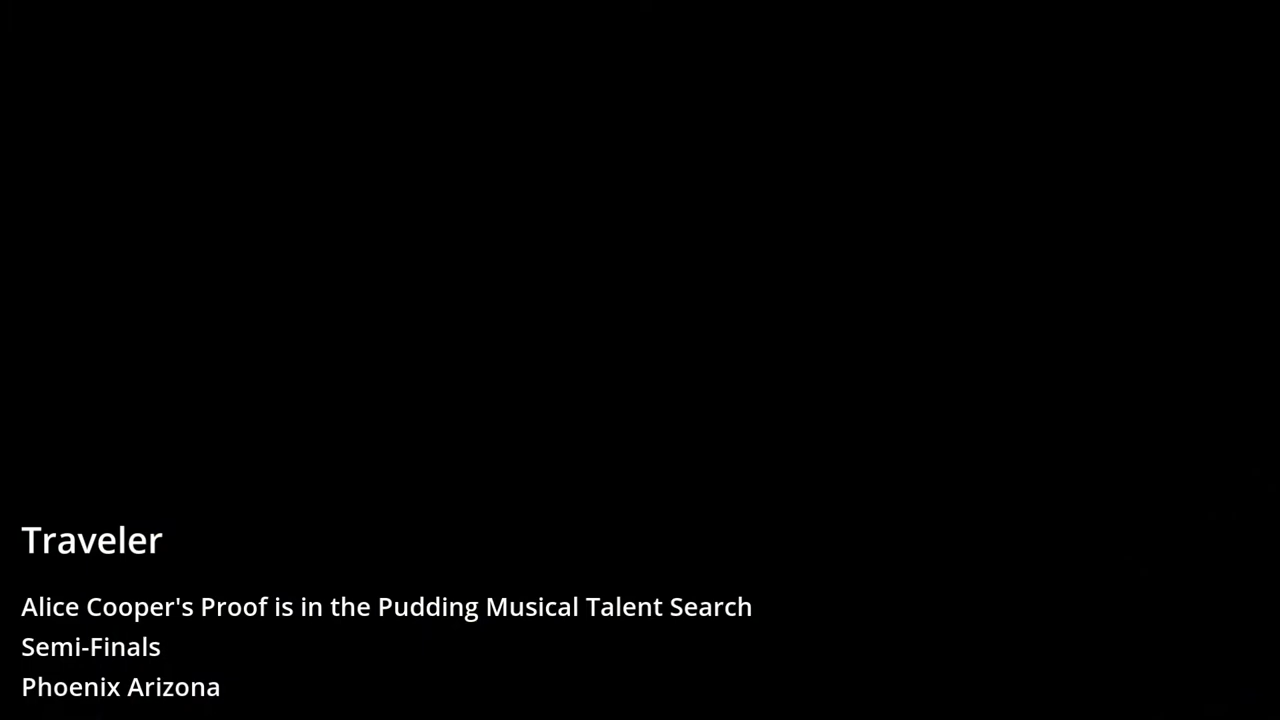 Traveler
Alice Cooper's Proof is in the Pudding Musical Talent Search
Semi-Finals
Phoenix Arizona